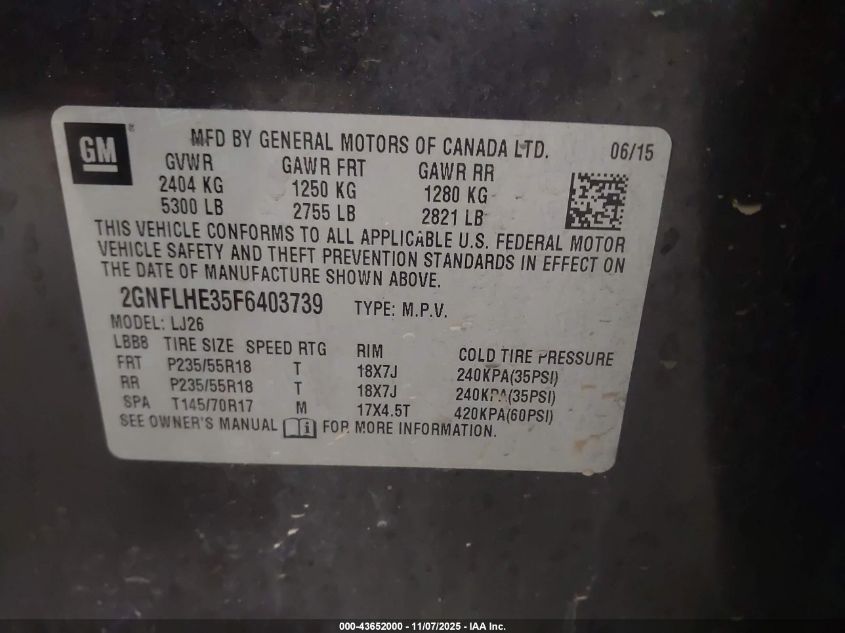 GM
MFD BY GENERAL MOTORS OF CANADA LTD. 06/15
GVWR GAWR FRT GAWR RR
2404 KG 1250 KG 1280 KG
5300 LB 2755 LB 2821 LB
THIS VEHICLE CONFORMS TO ALL APPLICABLE U.S. FEDERAL MOTOR
VEHICLE SAFETY AND THEFT PREVENTION STANDARDS IN EFFECT ON
THE DATE OF MANUFACTURE SHOWN ABOVE.
2GNFLHE35F6403739 TYPE: M.P.V.
MODEL: LJ26
LBB8 TIRE SIZE SPEED RTG RIM COLD TIRE PRESSURE
FRT P235/55R18 T 18X7J 240KPA(35PSI)
RR P235/55R18 T 18X7J 240KPA(35PSI)
SPA T145/70R17 M 17X4.5T 420KPA(60PSI)
SEE OWNER'S MANUAL FOR MORE INFORMATION.
000-43652000 - 11/07/2025 - IAA Inc.